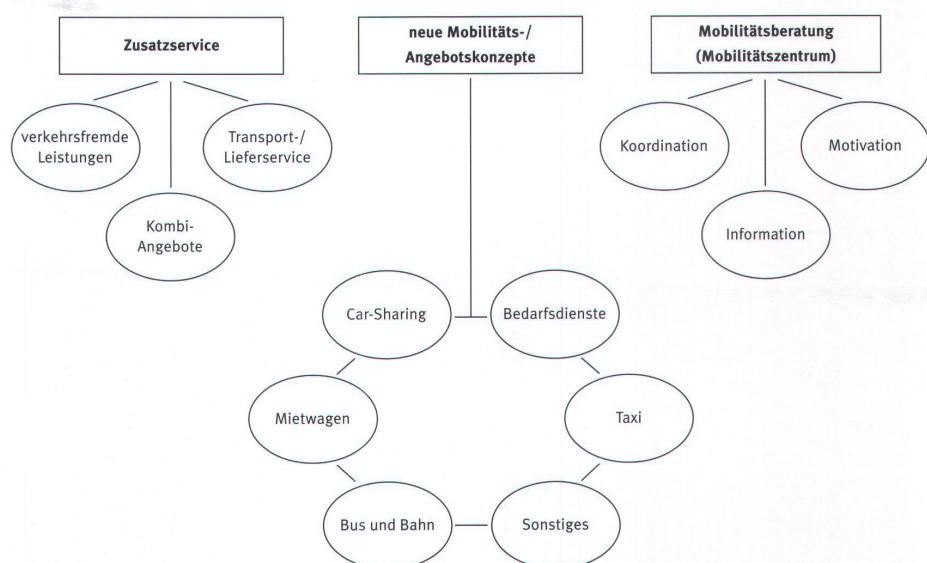 Zusatzservice
neue Mobilitäts-/
Angebotskonzepte
Mobilitätsberatung
(Mobilitätszentrum)
verkehrsfremde
Leistungen
Transport-/
Lieferservice
Kombi-
Angebote
Koordination
Motivation
Information
Car-Sharing
Bedarfsdienste
Mietwagen
Taxi
Bus und Bahn
Sonstiges